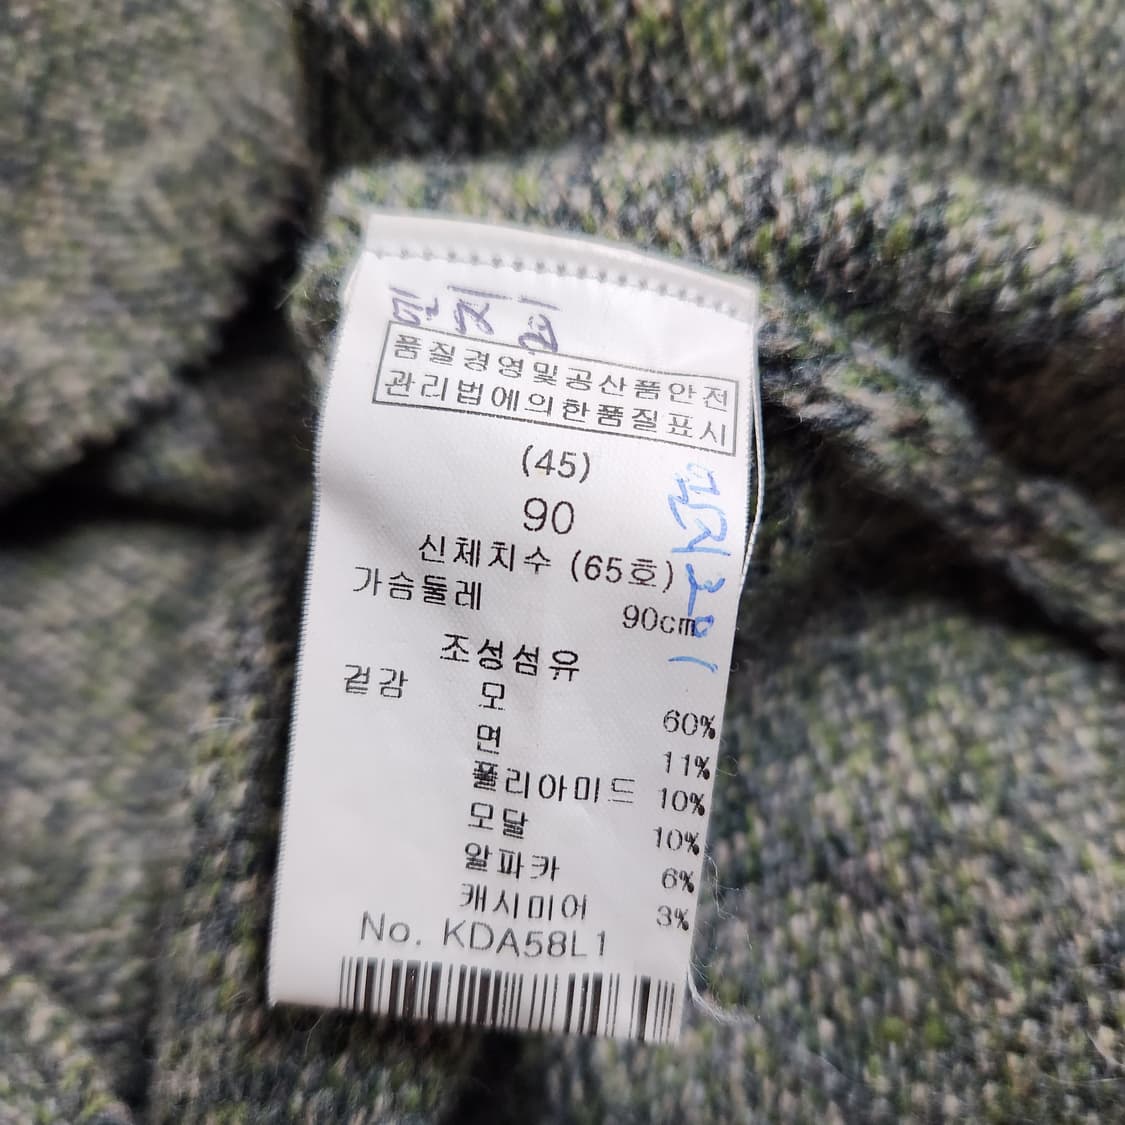 품질경영및공산품안전
관리법에의한품질표시
(45)
90
신체치수 (65호)
가슴둘레 90cm
조성섬유
겉감 모 60%
면 11%
폴리아미드 10%
모달 10%
알파카 6%
캐시미어 3%
No. KDA58L1